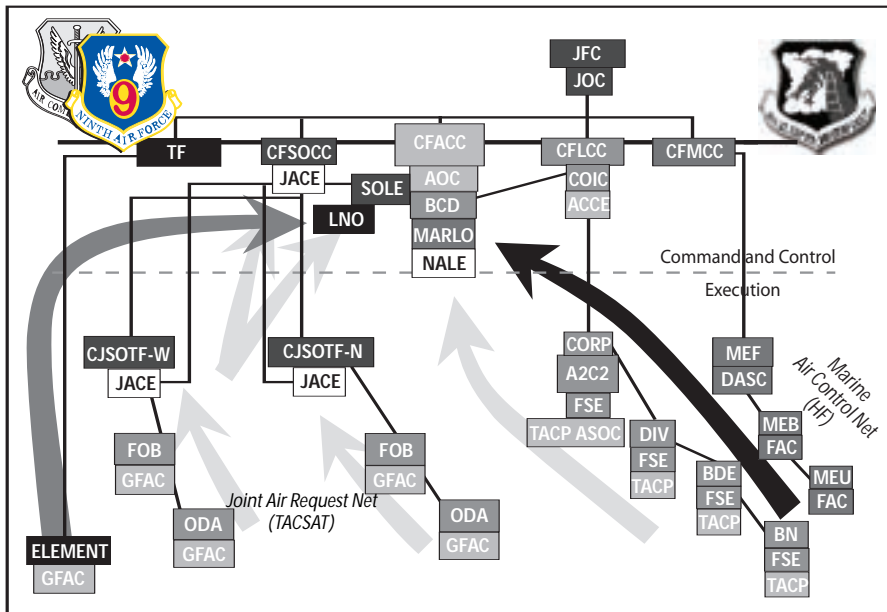 AIR COM
9
NINTH AIR FORCE
JFC
JOC
TF
CFSOCC
JACE
SOLE
LNO
CFACC
AOC
BCD
MARLO
NALE
CFLCC
COIC
ACCE
CFMCC
Command and Control
Execution
CJSOTF-W
JACE
CJSOTF-N
JACE
CORP
A2C2
FSE
TACP ASOC
MEF
DASC
Marine
Air Control Net
(HF)
FOB
GFAC
FOB
GFAC
DIV
FSE
TACP
MEB
FAC
BDE
FSE
TACP
MEU
FAC
Joint Air Request Net
(TACSAT)
ODA
GFAC
ODA
GFAC
BN
FSE
TACP
ELEMENT
GFAC